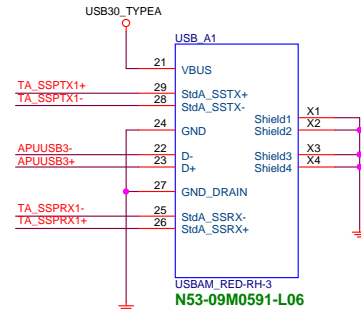 USB30_TYPEA
USB_A1
21 VBUS
TA_SSPTX1+ 29 StdA_SSTX+
TA_SSPTX1- 28 StdA_SSTX-
Shield1 X1
24 GND Shield2 X2
APUUSB3- 22 D- Shield3 X3
APUUSB3+ 23 D+ Shield4 X4
27 GND_DRAIN
TA_SSPRX1- 25 StdA_SSRX-
TA_SSPRX1+ 26 StdA_SSRX+
USBAM_RED-RH-3
N53-09M0591-L06